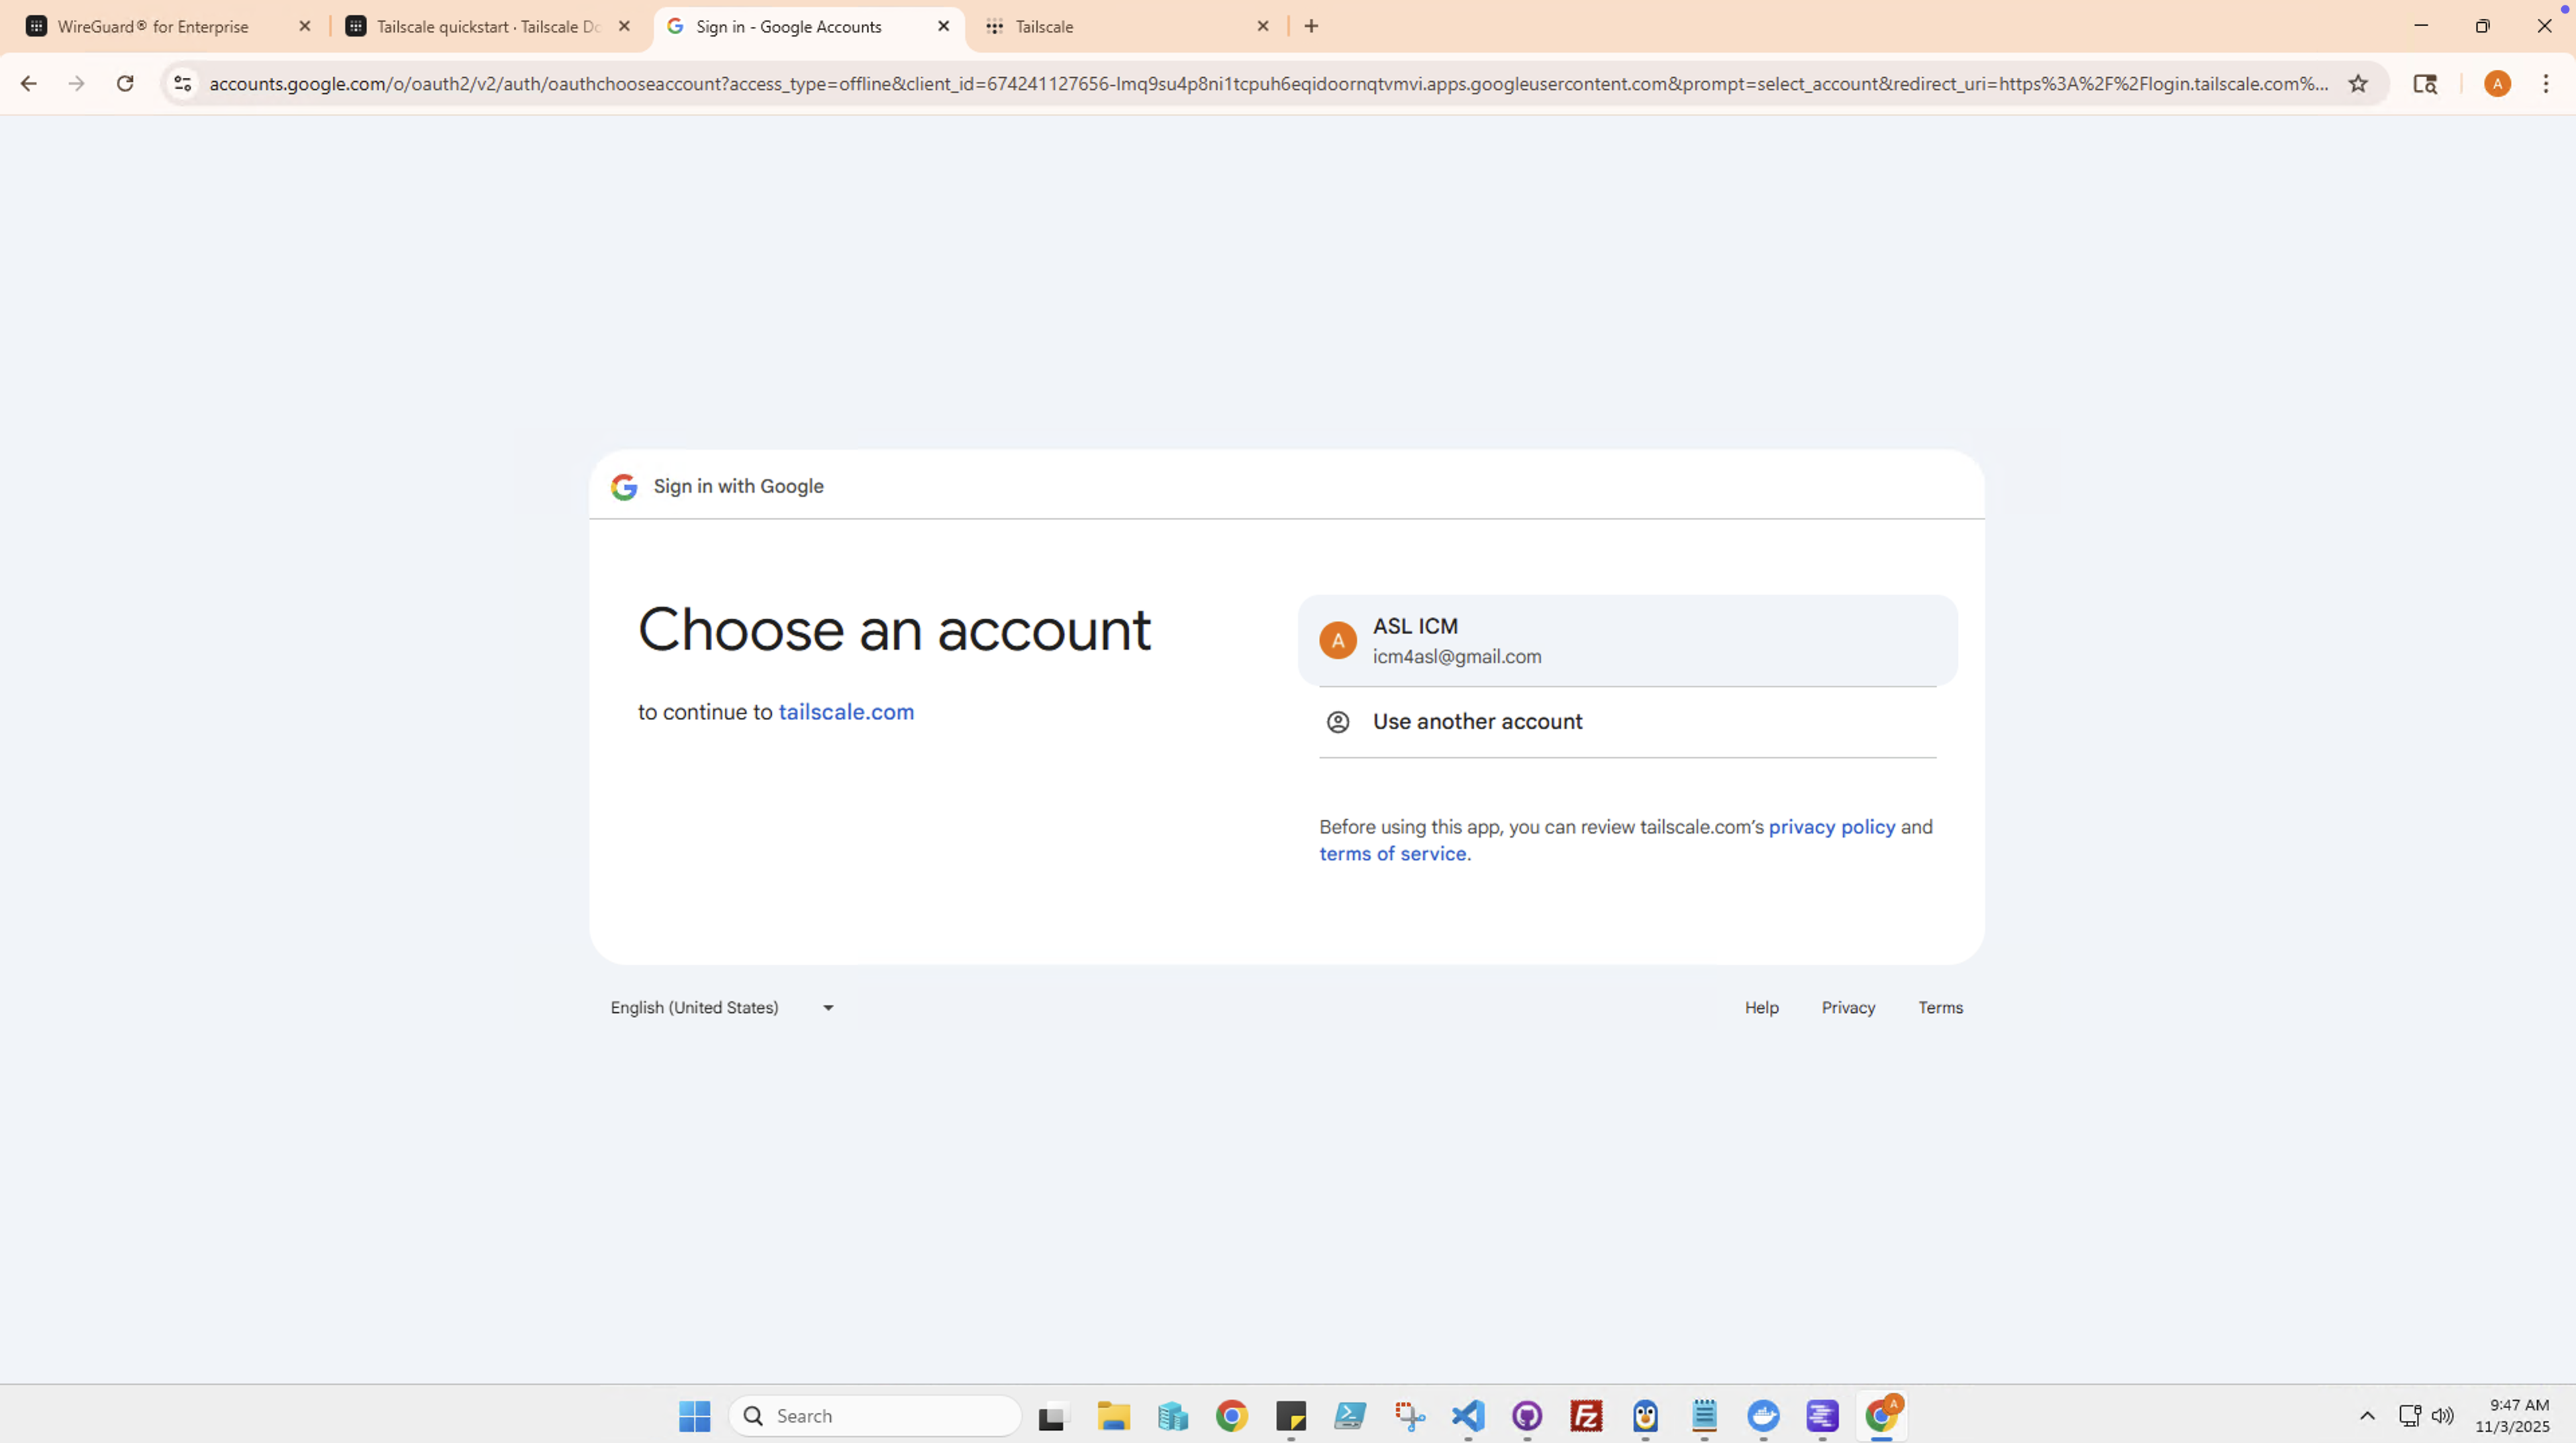 WireGuard® for Enterprise
Tailscale quickstart · Tailscale Do
Sign in - Google Accounts
Tailscale
accounts.google.com/o/oauth2/v2/auth/oauthchooseaccount?access_type=offline&client_id=674241127656-lmq9su4p8ni1tcpuh6eqidoornqtvmvi.apps.googleusercontent.com&prompt=select_account&redirect_uri=https%3A%2F%2Flogin.tailscale.com%...
A
Sign in with Google
Choose an account
to continue to tailscale.com
A
ASL ICM
icm4asl@gmail.com
Use another account
Before using this app, you can review tailscale.com’s privacy policy and
terms of service.
English (United States)
Help
Privacy
Terms
Search
Fz
A
9:47 AM
11/3/2025